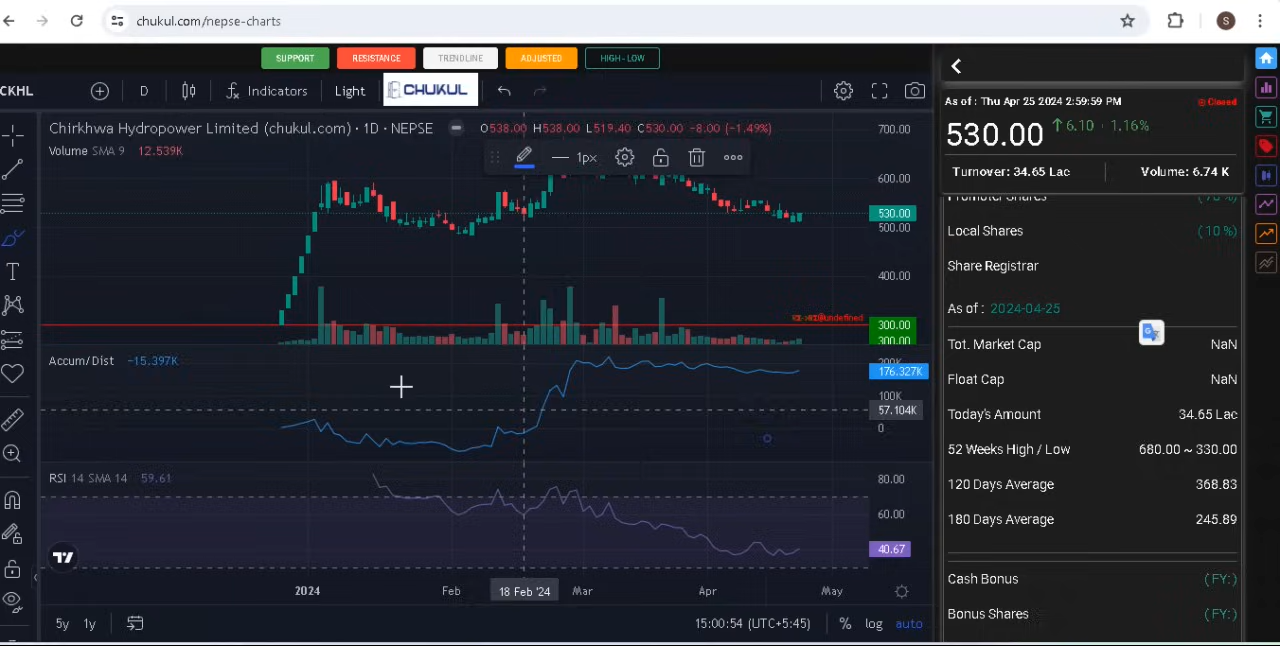 chukul.com/nepse-charts
S
SUPPORT RESISTANCE TRENDLINE ADJUSTED HIGH-LOW
CKHL D Indicators Light CHUKUL
Chirkhwa Hydropower Limited (chukul.com) · 1D · NEPSE O538.00 H538.00 L519.40 C530.00 -8.00 (-1.49%)
Volume SMA 9 12.539K
1px
700.00
600.00
530.00
500.00
400.00
300.00
300.00
Accum/Dist -15.397K
200K
176.327K
100K
57.104K
0
RSI 14 SMA 14 59.61
80.00
60.00
40.67
2024 Feb 18 Feb '24 Mar Apr May
5y 1y 15:00:54 (UTC+5:45) % log auto
As of : Thu Apr 25 2024 2:59:59 PM Closed
530.00 6.10 1.16%
Turnover: 34.65 Lac Volume: 6.74 K
Promoter Shares
Local Shares (10 %)
Share Registrar
As of : 2024-04-25
Tot. Market Cap NaN
Float Cap NaN
Today's Amount 34.65 Lac
52 Weeks High / Low 680.00 ~ 330.00
120 Days Average 368.83
180 Days Average 245.89
Cash Bonus (FY:)
Bonus Shares (FY:)